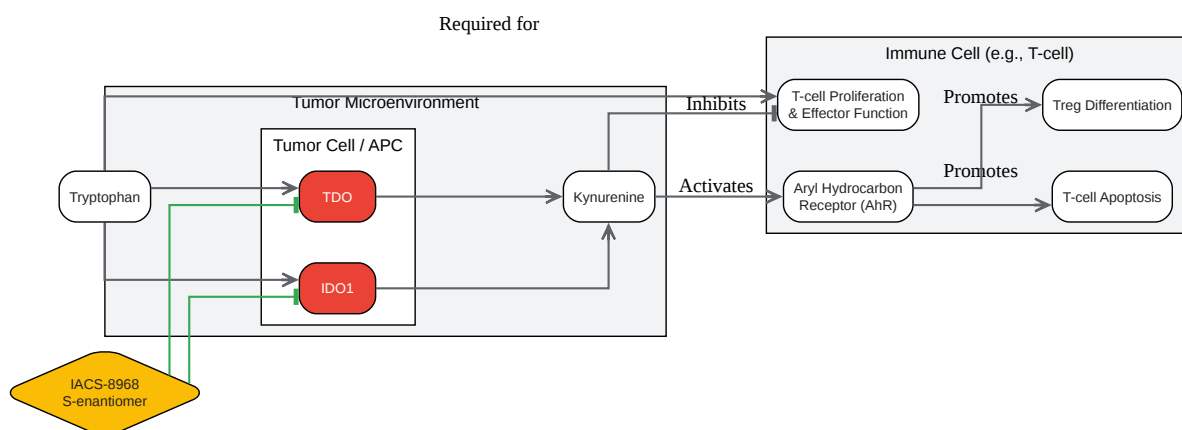 Required for
Immune Cell (e.g., T-cell)
Tumor Microenvironment
Inhibits
T-cell Proliferation
& Effector Function
Promotes
Treg Differentiation
Tumor Cell / APC
Tryptophan
TDO
Kynurenine
Activates
Aryl Hydrocarbon
Receptor (AhR)
Promotes
T-cell Apoptosis
IDO1
IACS-8968
S-enantiomer